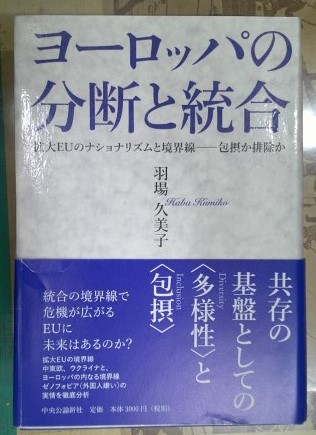 ヨーロッパの
分断と統合
拡大EUのナショナリズムと境界線──包摂か排除か
羽場 久美子
Haba Kumiko
共存の
基盤としての
〈多様性〉と
Diversity
〈包摂〉
Inclusion
統合の境界線で
危機が広がる
EUに
未来はあるのか?
拡大EUの境界線
中東欧、ウクライナと、
ヨーロッパの内なる境界線
ゼノフォビア(外国人嫌い)の
実情を徹底分析
中央公論新社 定価 本体3000円(税別)